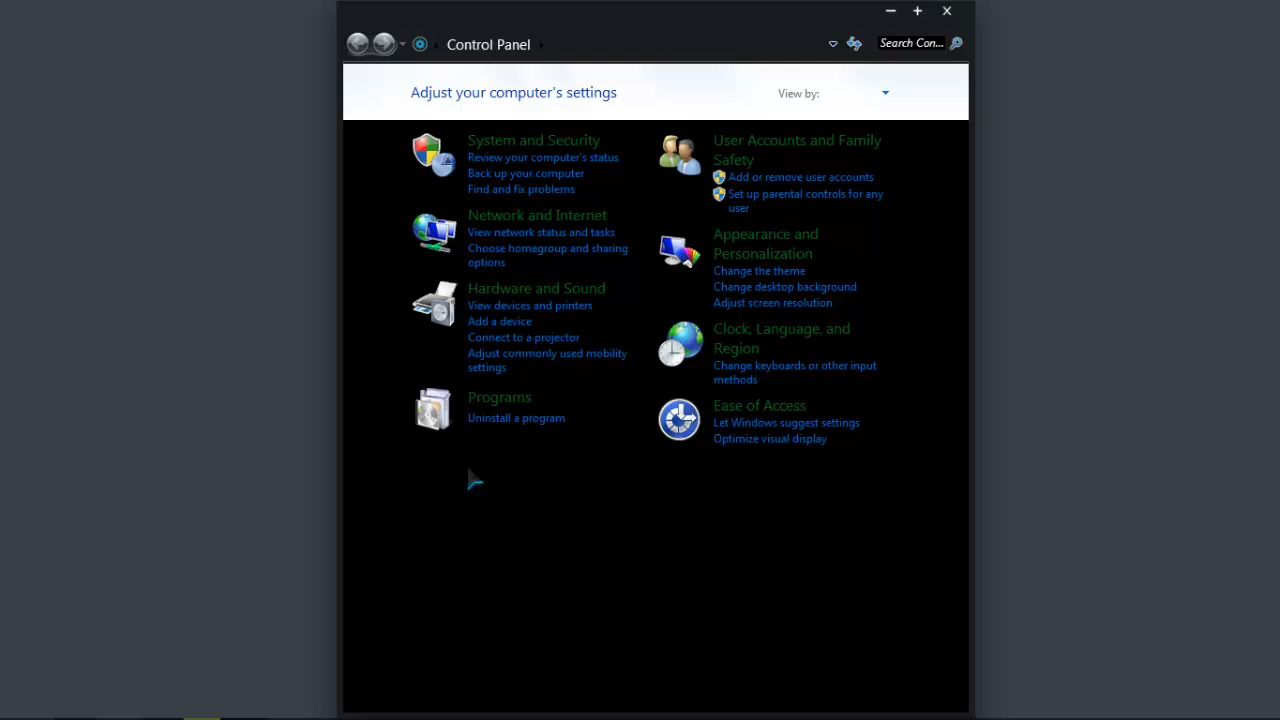 Control Panel
Search Con...
Adjust your computer's settings
View by:
System and Security
Review your computer's status
Back up your computer
Find and fix problems
Network and Internet
View network status and tasks
Choose homegroup and sharing
options
Hardware and Sound
View devices and printers
Add a device
Connect to a projector
Adjust commonly used mobility
settings
Programs
Uninstall a program
User Accounts and Family
Safety
Add or remove user accounts
Set up parental controls for any
user
Appearance and
Personalization
Change the theme
Change desktop background
Adjust screen resolution
Clock, Language, and
Region
Change keyboards or other input
methods
Ease of Access
Let Windows suggest settings
Optimize visual display